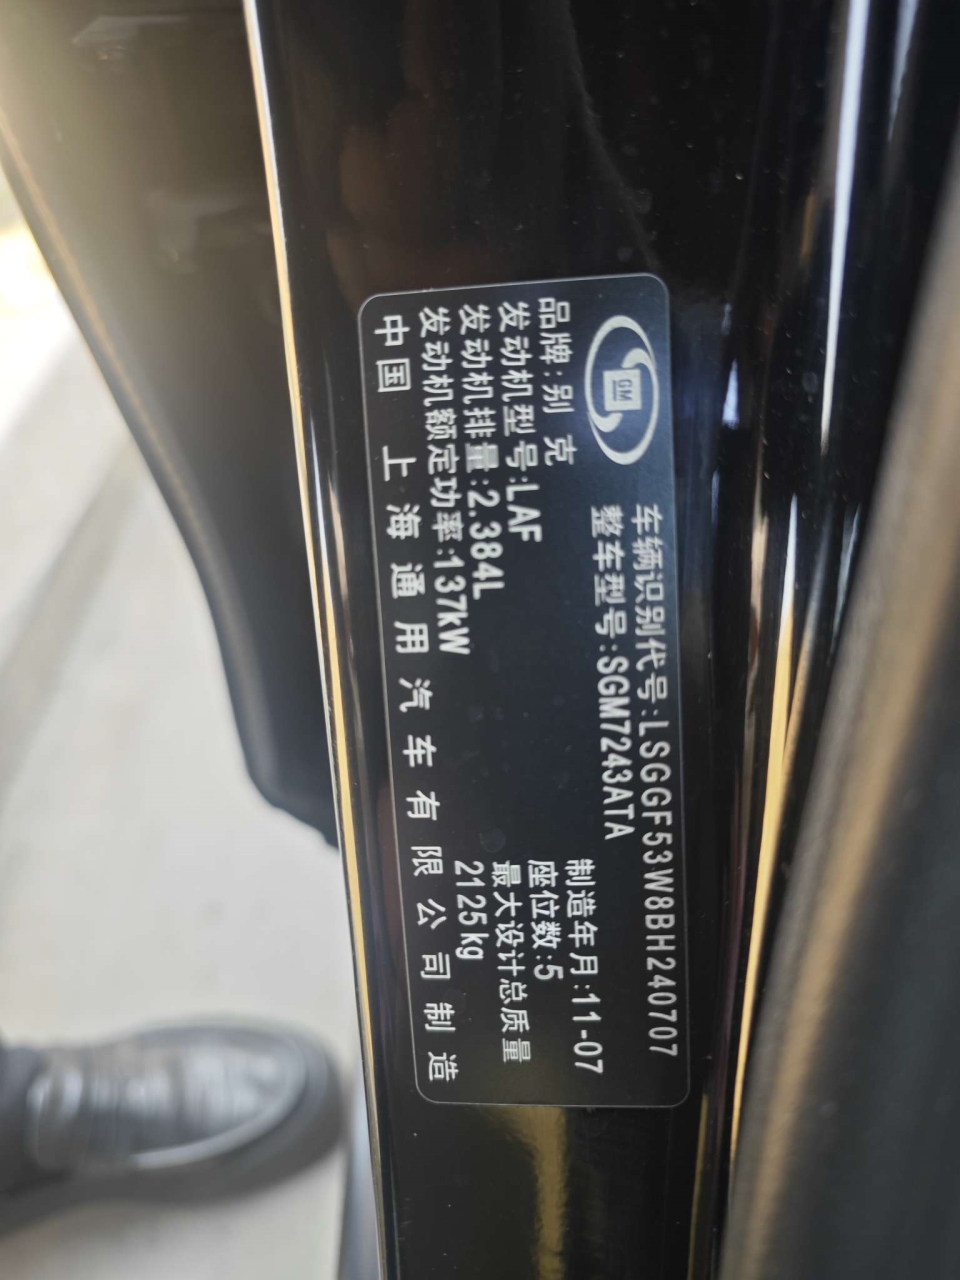 GM
车辆识别代号:LSGGF53W8BH240707
整车型号:SGM7243ATA
品牌:别 克
制造年月:11-07
发动机型号:LAF
座位数:5
发动机排量:2.384L
最大设计总质量
发动机额定功率:137kW
2125kg
中国 上海通用汽车有限公司制造